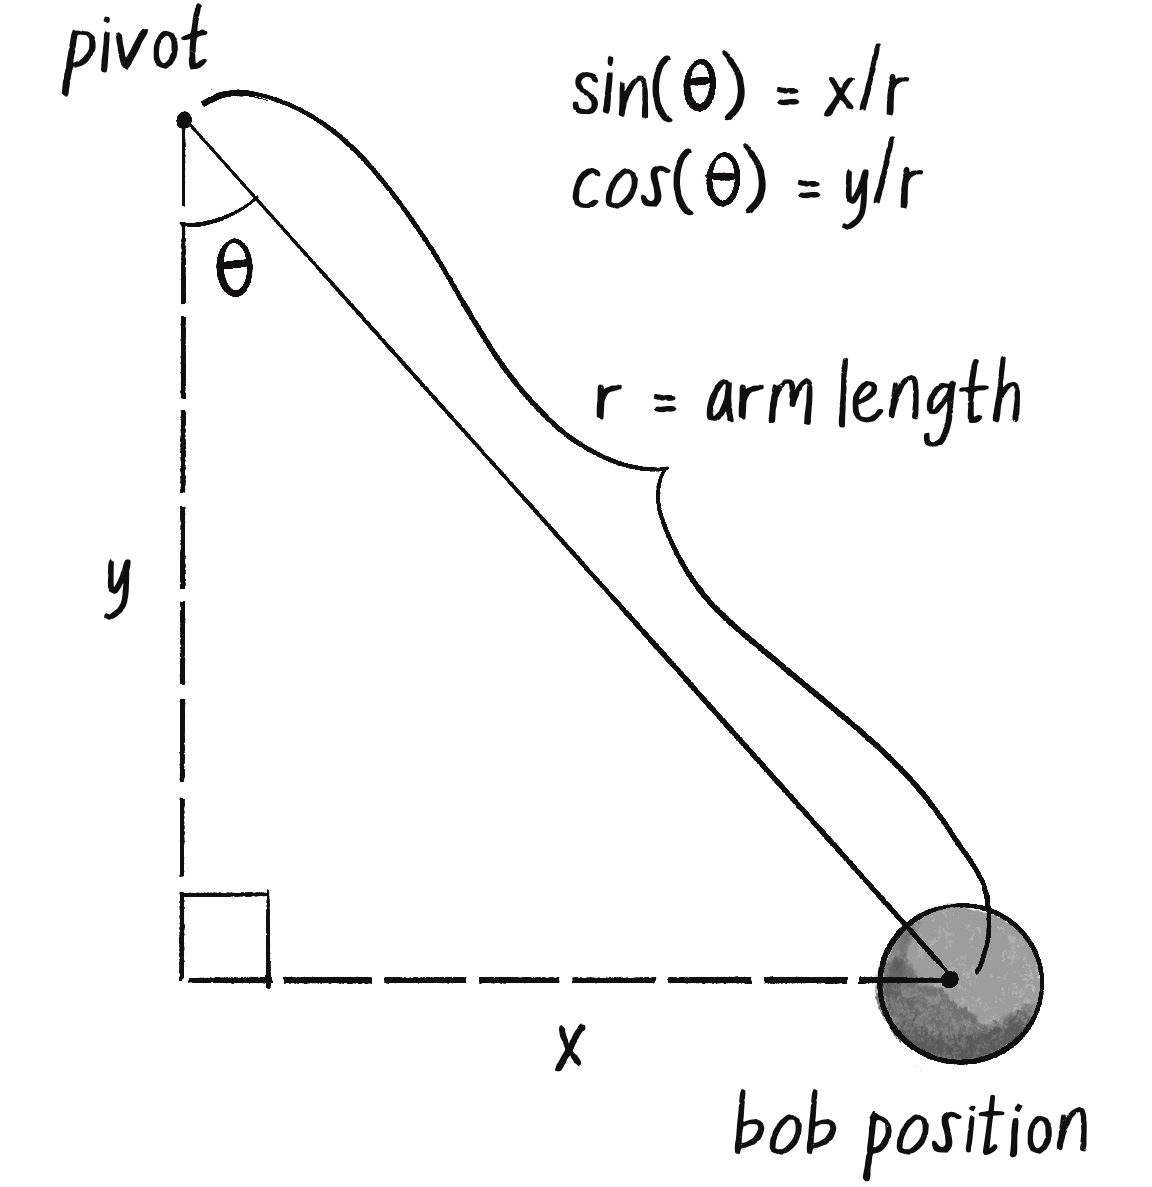 pivot
sin(θ) = x/r
cos(θ) = y/r
θ
r = arm length
y
x
bob position